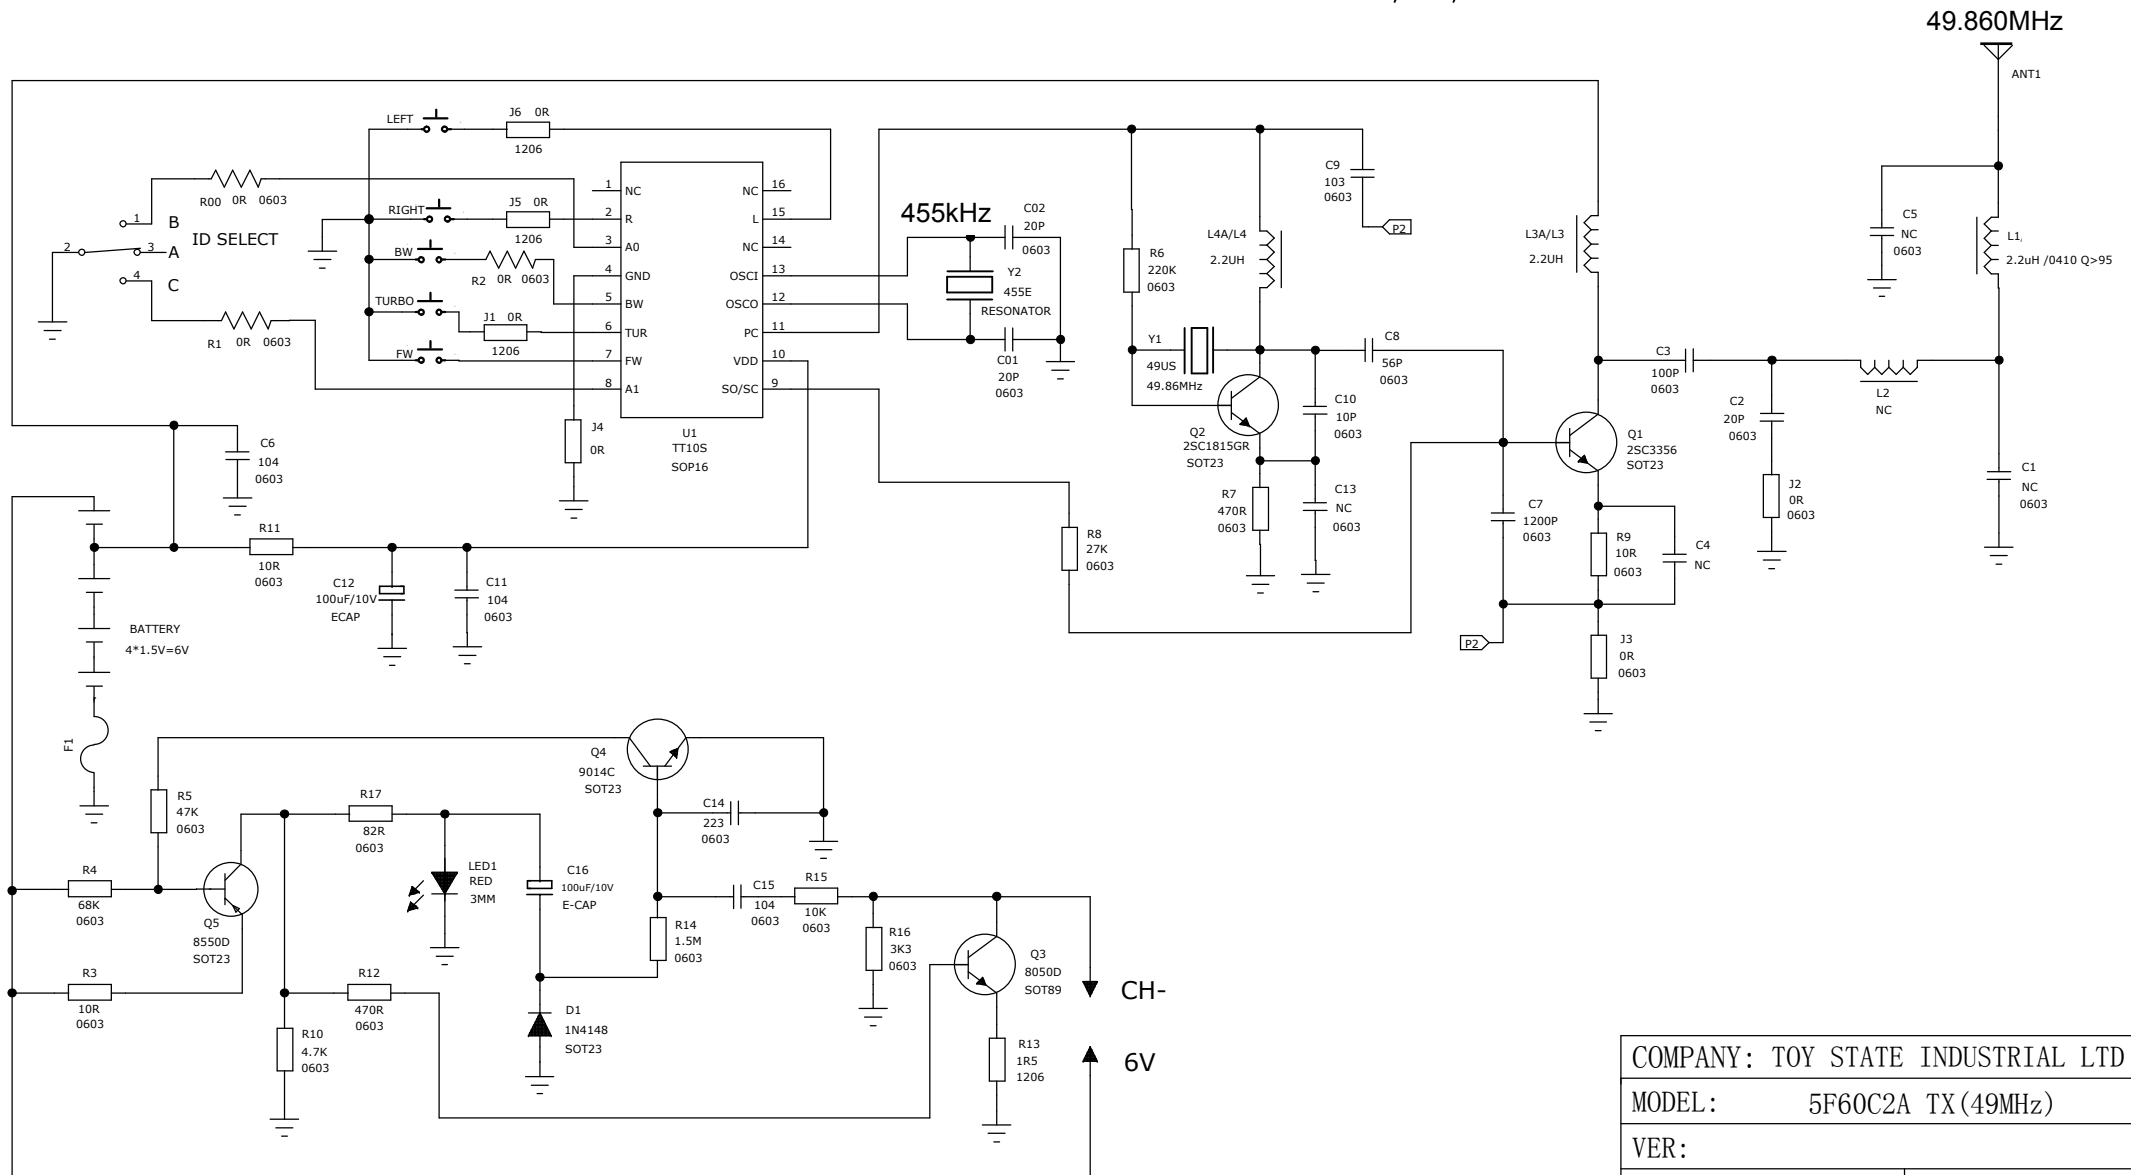 49.860MHz
ANT1
LEFT
J6 0R
1206
R00 0R 0603
1 B
2 3 A
4 C
ID SELECT
R1 0R 0603
RIGHT
J5 0R
1206
BW
R2 0R 0603
TURBO
J1 0R
1206
FW
1 NC
2 R
3 A0
4 GND
5 BW
6 TUR
7 FW
8 A1
NC 16
L 15
NC 14
OSCI 13
OSCO 12
PC 11
VDD 10
SO/SC 9
U1
TT10S
SOP16
J4
0R
455kHz
C02
20P
0603
Y2
455E
RESONATOR
C01
20P
0603
C9
103
0603
P2
R6
220K
0603
L4A/L4
2.2UH
Y1
49US
49.86MHz
C8
56P
0603
Q2
2SC1815GR
SOT23
C10
10P
0603
R7
470R
0603
C13
NC
0603
R8
27K
0603
L3A/L3
2.2UH
C5
NC
0603
L1,
2.2uH /0410 Q>95
C3
100P
0603
L2
NC
C2
20P
0603
Q1
2SC3356
SOT23
J2
0R
0603
C1
NC
0603
C7
1200P
0603
R9
10R
0603
C4
NC
P2
J3
0R
0603
C6
104
0603
R11
10R
0603
C12
100uF/10V
ECAP
C11
104
0603
BATTERY
4*1.5V=6V
F1
Q4
9014C
SOT23
R5
47K
0603
R17
82R
0603
C14
223
0603
R4
68K
0603
Q5
8550D
SOT23
LED1
RED
3MM
C16
100uF/10V
E-CAP
C15
104
0603
R15
10K
0603
R14
1.5M
0603
R16
3K3
0603
Q3
8050D
SOT89
R3
10R
0603
R12
470R
0603
R10
4.7K
0603
D1
1N4148
SOT23
R13
1R5
1206
CH-
6V
COMPANY: TOY STATE INDUSTRIAL LTD
MODEL: 5F60C2A TX(49MHz)
VER: